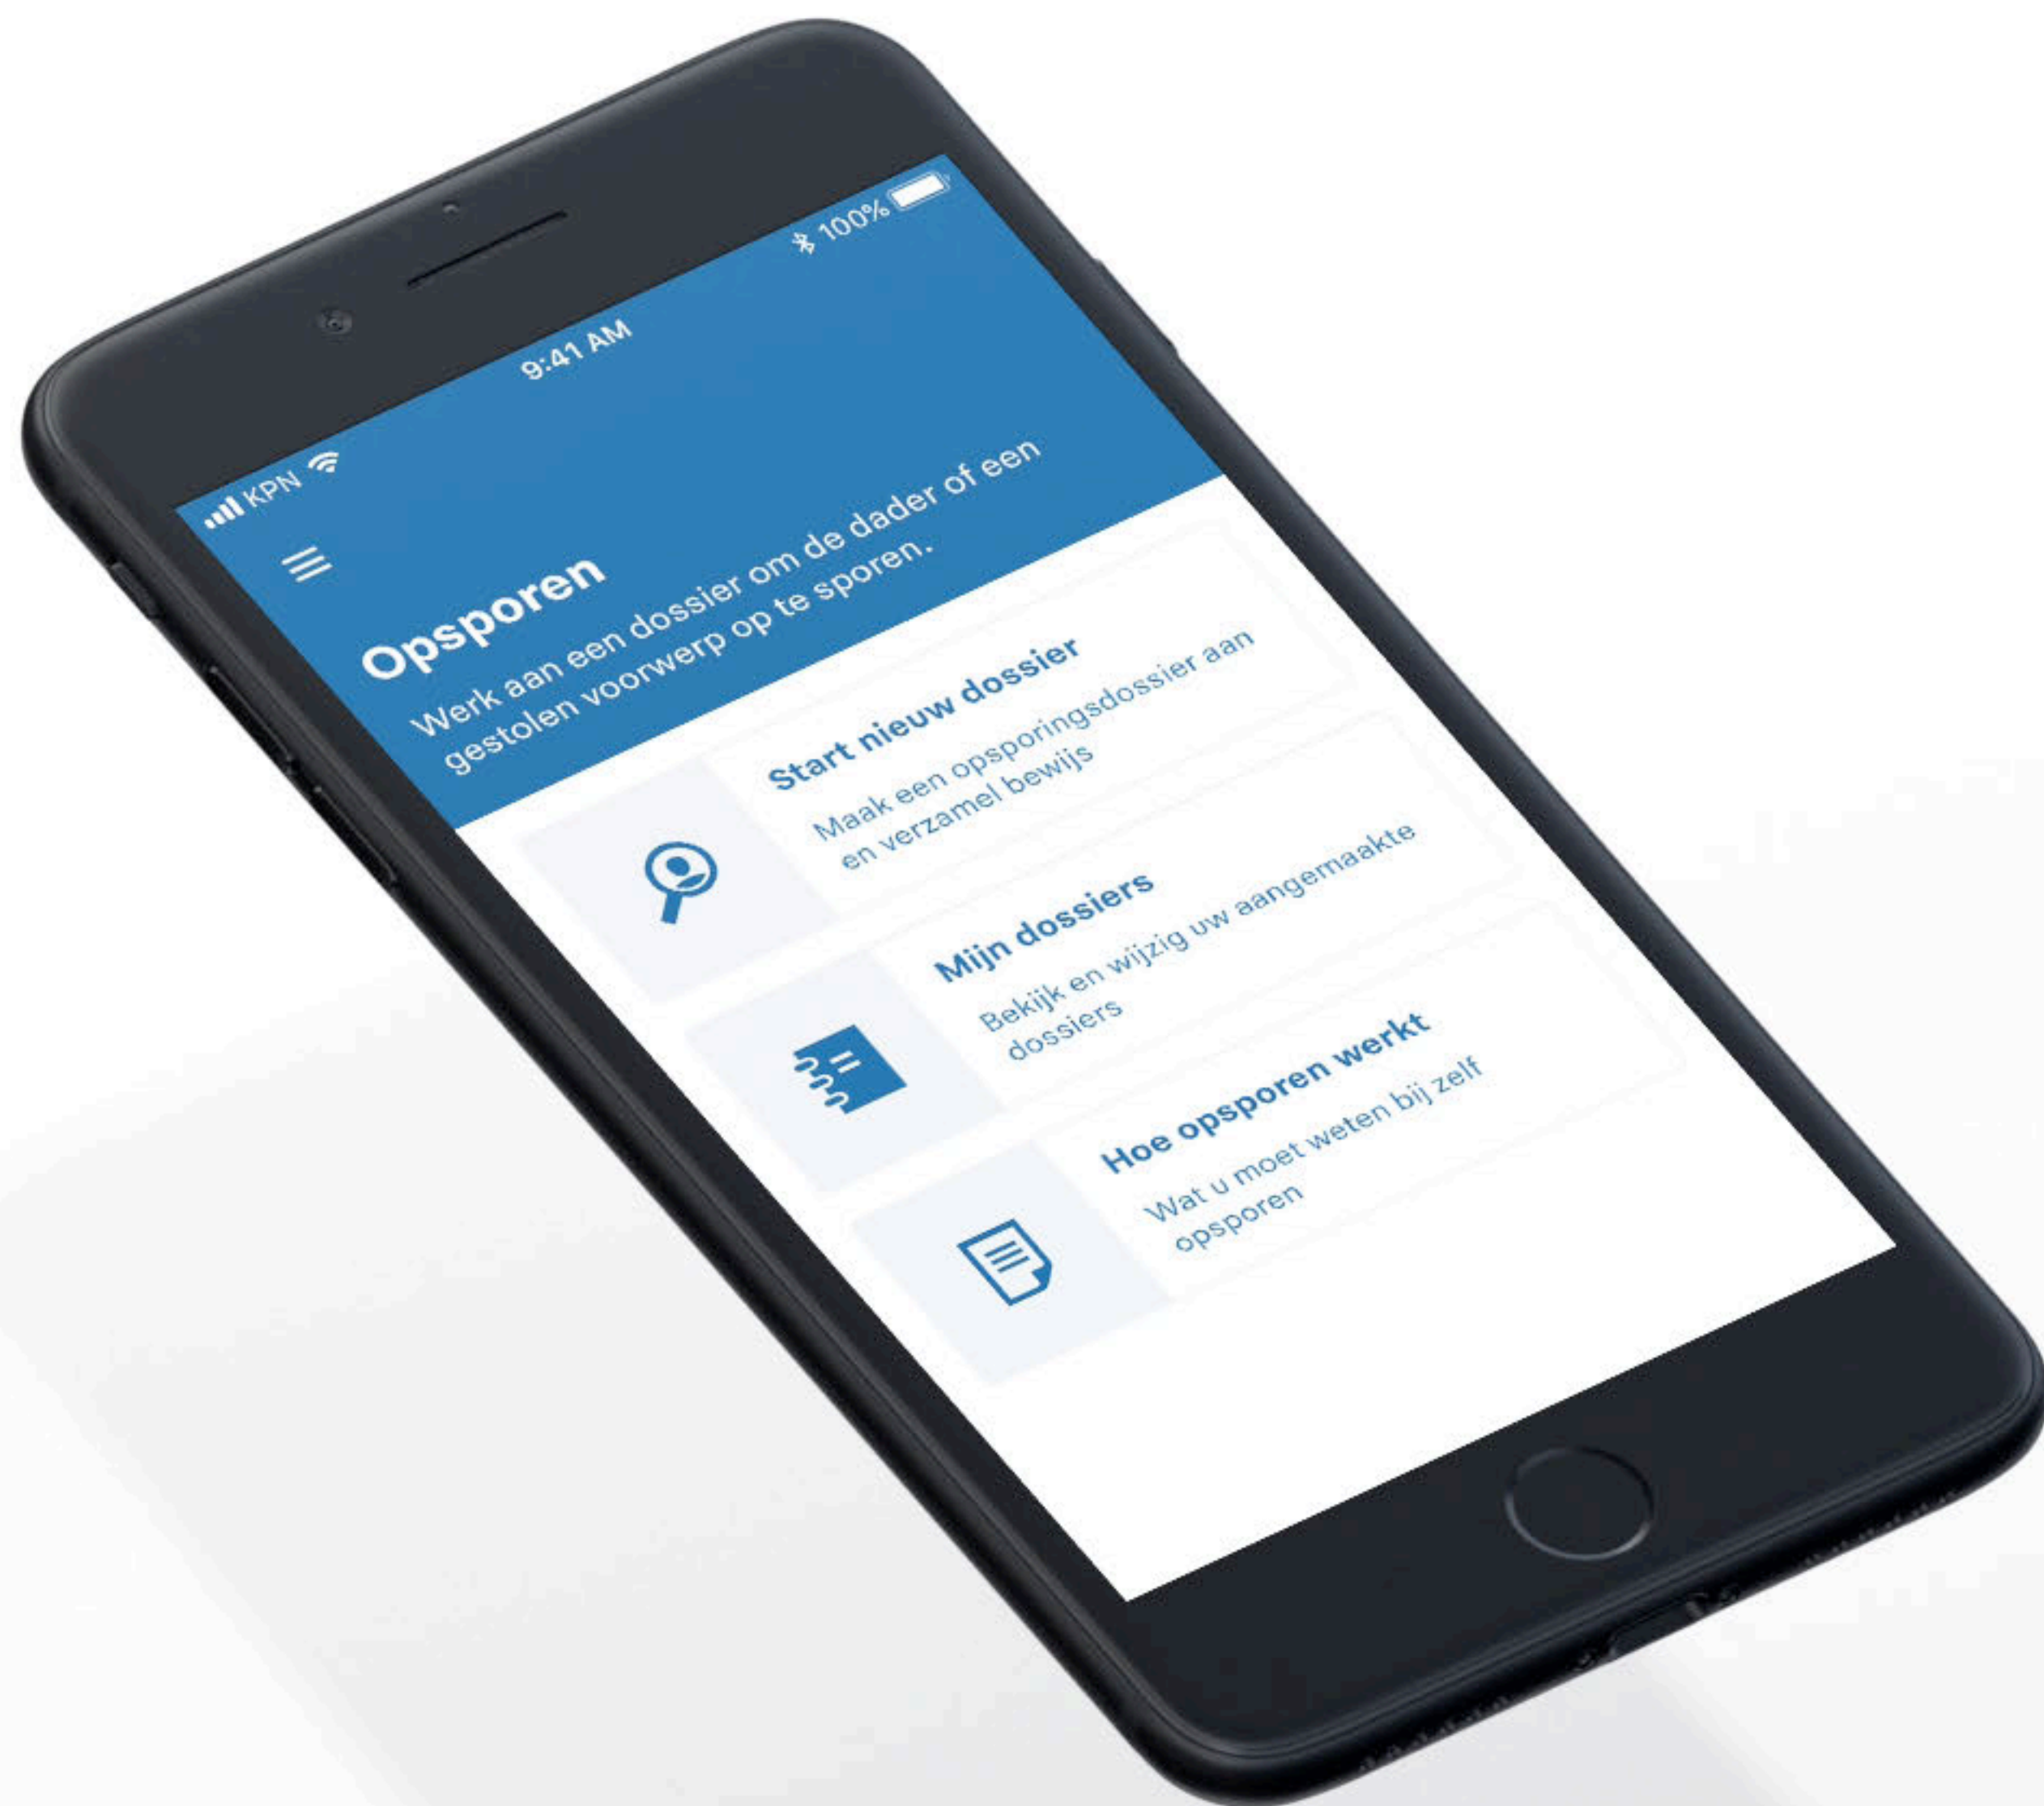 KPN
9:41 AM
100%
Opsporen
Werk aan een dossier om de dader of een
gestolen voorwerp op te sporen.
Start nieuw dossier
Maak een opsporingsdossier aan
en verzamel bewijs
Mijn dossiers
Bekijk en wijzig uw aangemaakte
dossiers
Hoe opsporen werkt
Wat u moet weten bij zelf
opsporen